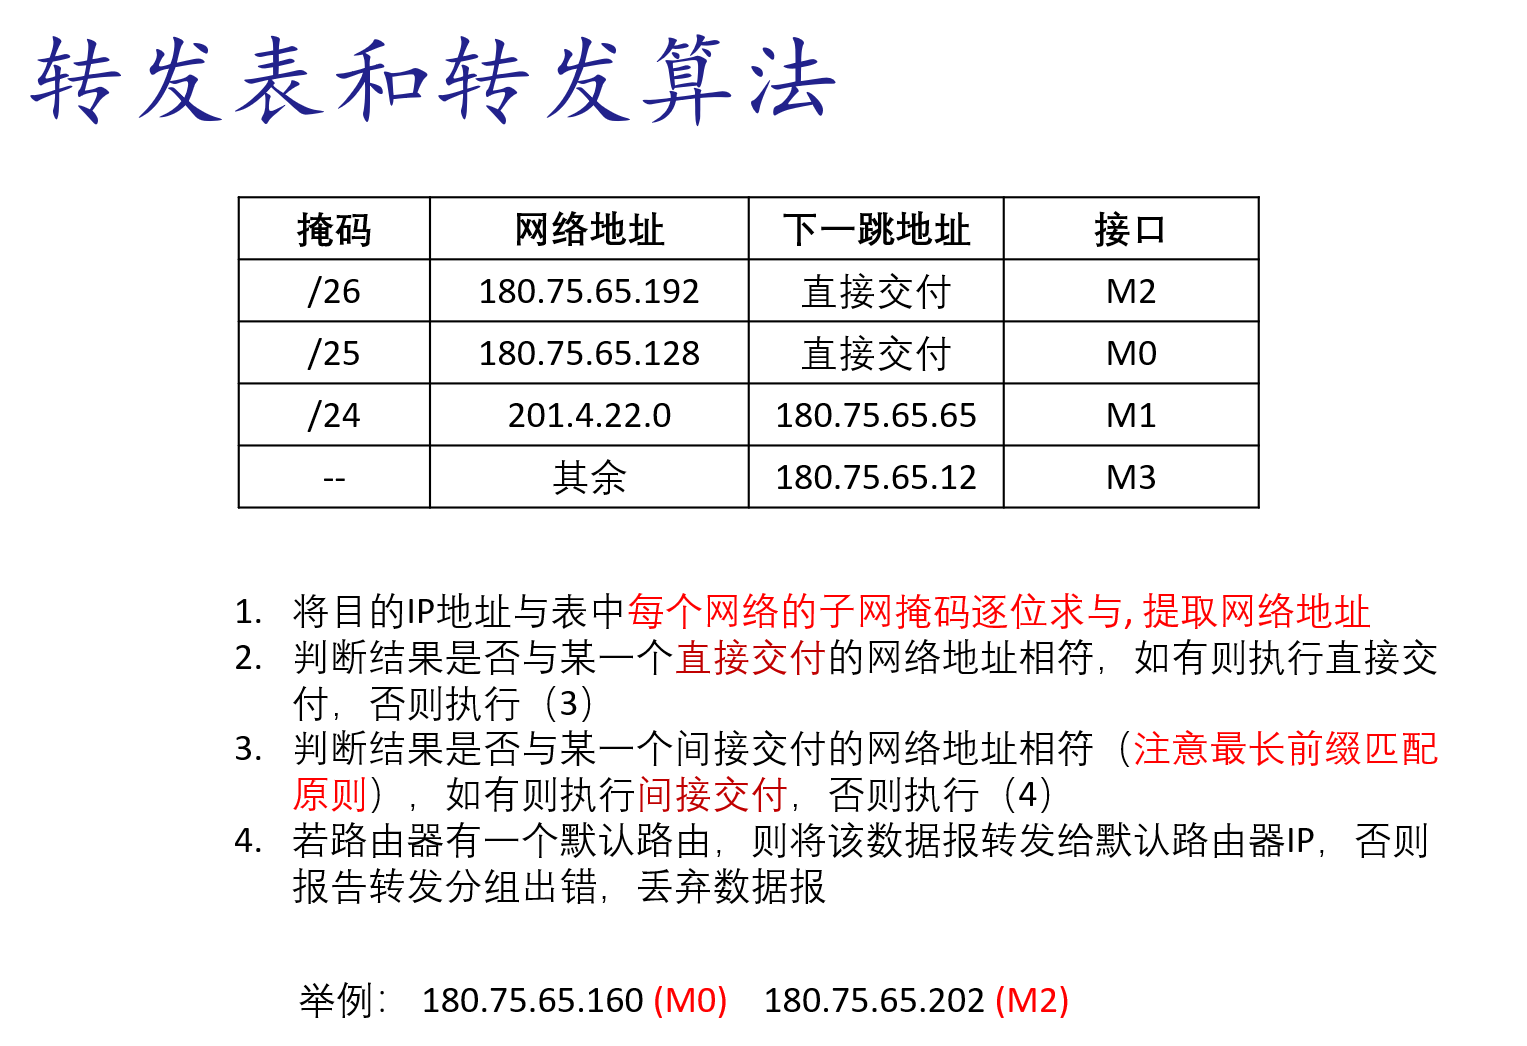 转发表和转发算法
掩码 网络地址 下一跳地址 接口
/26 180.75.65.192 直接交付 M2
/25 180.75.65.128 直接交付 M0
/24 201.4.22.0 180.75.65.65 M1
-- 其余 180.75.65.12 M3
1. 将目的IP地址与表中每个网络的子网掩码逐位求与, 提取网络地址
2. 判断结果是否与某一个直接交付的网络地址相符，如有则执行直接交
付，否则执行（3）
3. 判断结果是否与某一个间接交付的网络地址相符（注意最长前缀匹配
原则），如有则执行间接交付，否则执行（4）
4. 若路由器有一个默认路由，则将该数据报转发给默认路由器IP，否则
报告转发分组出错，丢弃数据报
举例： 180.75.65.160 (M0) 180.75.65.202 (M2)